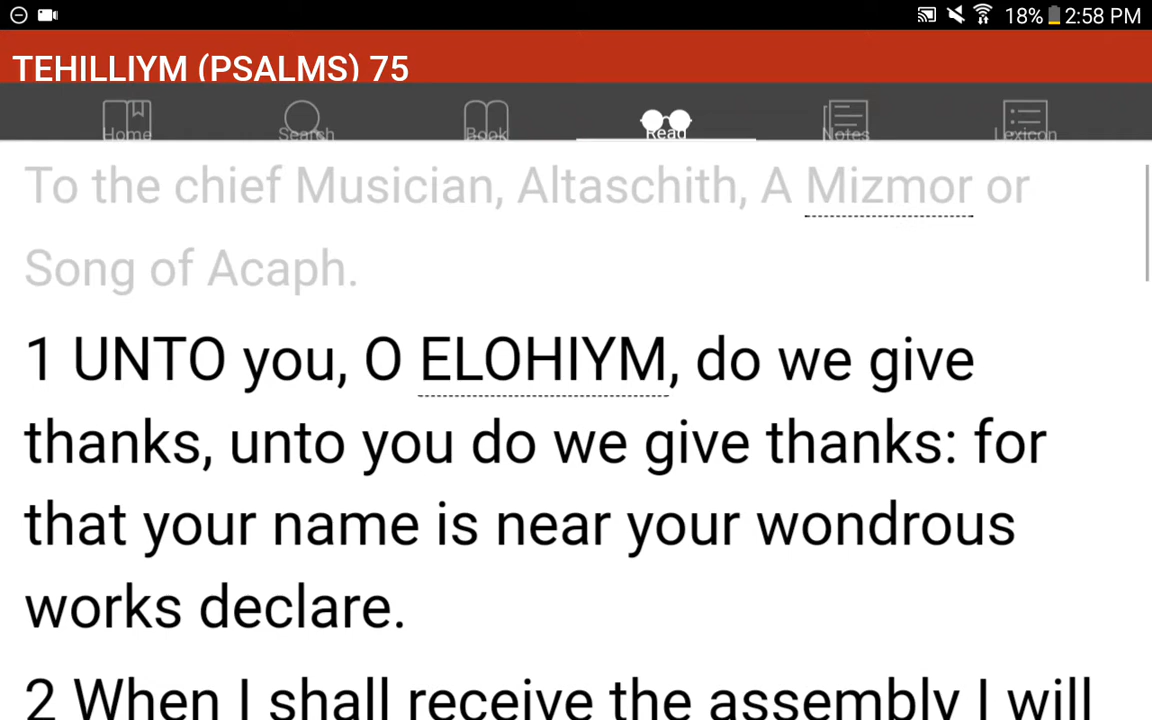 18% 2:58 PM
TEHILLIYM (PSALMS) 75
Home Search Book Read Notes Lexicon
To the chief Musician, Altaschith, A Mizmor or
Song of Acaph.
1 UNTO you, O ELOHIYM, do we give
thanks, unto you do we give thanks: for
that your name is near your wondrous
works declare.
2 When I shall receive the assembly I will